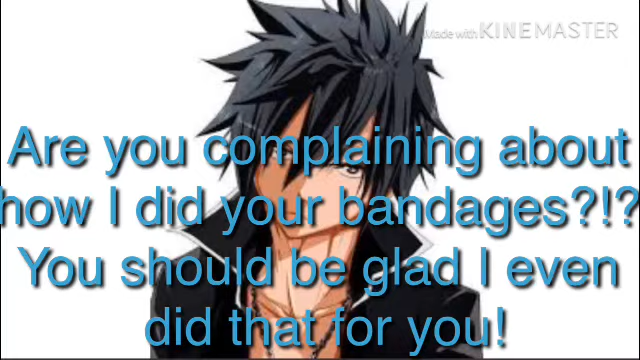 Made with KINEMASTER
Are you complaining about
how I did your bandages?!?
You should be glad I even
did that for you!